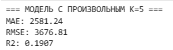 === МОДЕЛЬ С ПРОИЗВОЛЬНЫМ K=5 ===
MAE: 2581.24
RMSE: 3676.81
R2: 0.1907